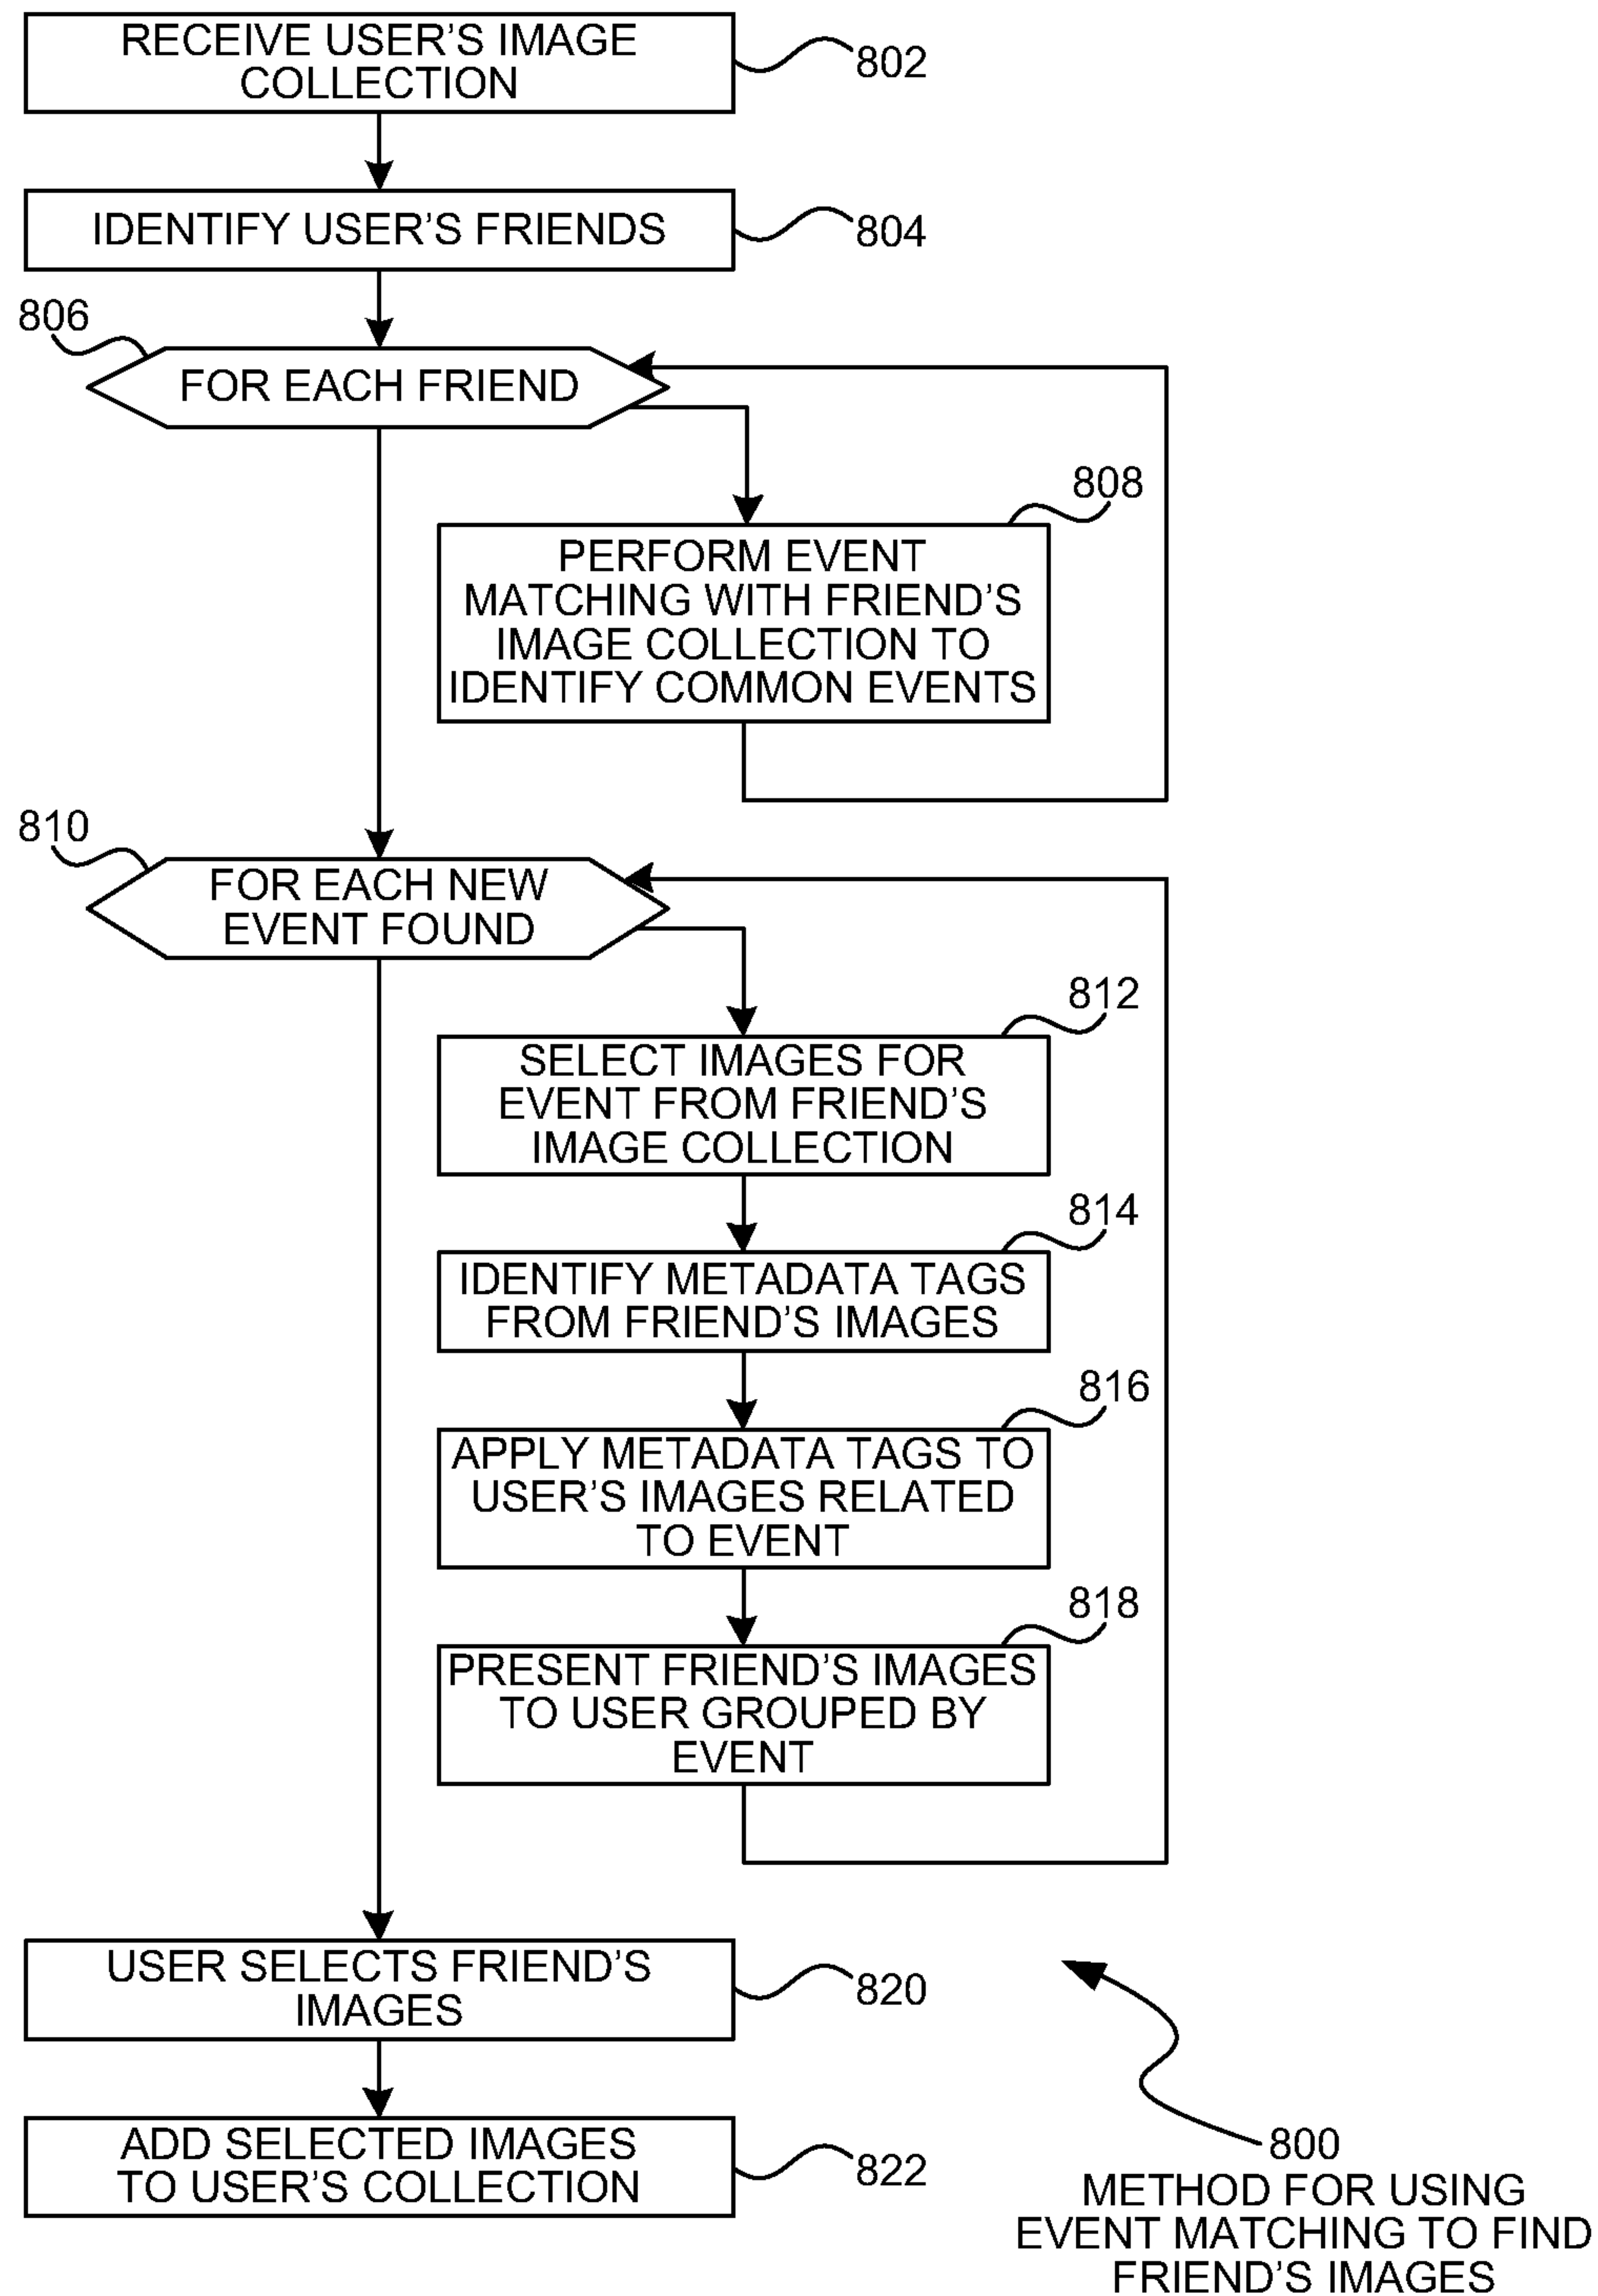 RECEIVE USER'S IMAGE
COLLECTION
802
IDENTIFY USER'S FRIENDS
804
806
FOR EACH FRIEND
808
PERFORM EVENT
MATCHING WITH FRIEND'S
IMAGE COLLECTION TO
IDENTIFY COMMON EVENTS
810
FOR EACH NEW
EVENT FOUND
812
SELECT IMAGES FOR
EVENT FROM FRIEND'S
IMAGE COLLECTION
814
IDENTIFY METADATA TAGS
FROM FRIEND'S IMAGES
816
APPLY METADATA TAGS TO
USER'S IMAGES RELATED
TO EVENT
818
PRESENT FRIEND'S IMAGES
TO USER GROUPED BY
EVENT
USER SELECTS FRIEND'S
IMAGES
820
ADD SELECTED IMAGES
TO USER'S COLLECTION
822
800
METHOD FOR USING
EVENT MATCHING TO FIND
FRIEND'S IMAGES